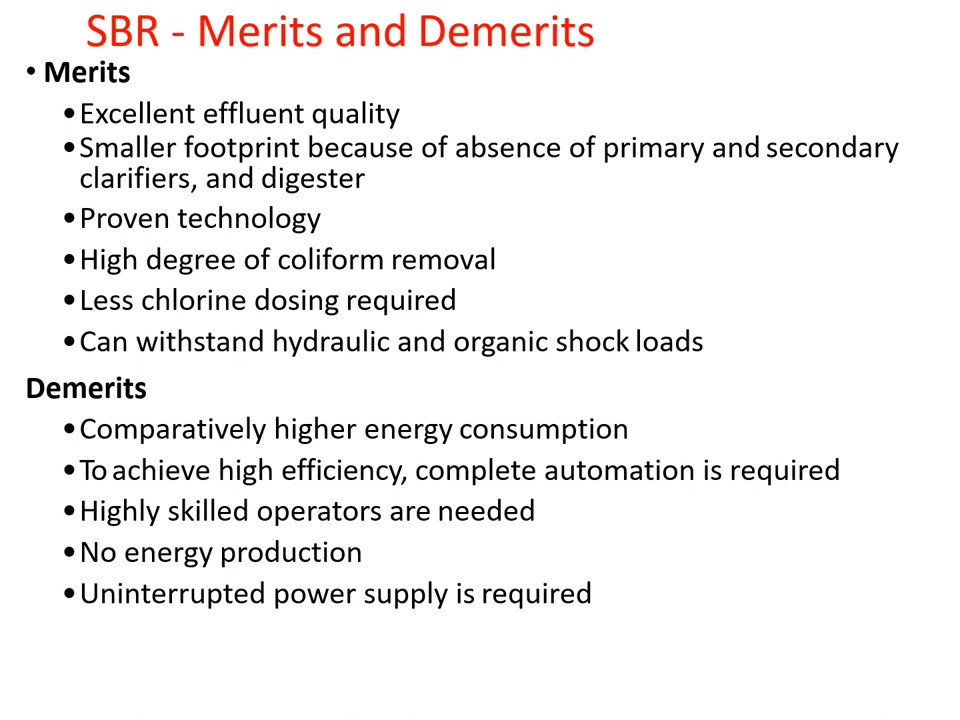 SBR - Merits and Demerits
• Merits
•Excellent effluent quality
•Smaller footprint because of absence of primary and secondary
clarifiers, and digester
•Proven technology
•High degree of coliform removal
•Less chlorine dosing required
•Can withstand hydraulic and organic shock loads
Demerits
•Comparatively higher energy consumption
•To achieve high efficiency, complete automation is required
•Highly skilled operators are needed
•No energy production
•Uninterrupted power supply is required